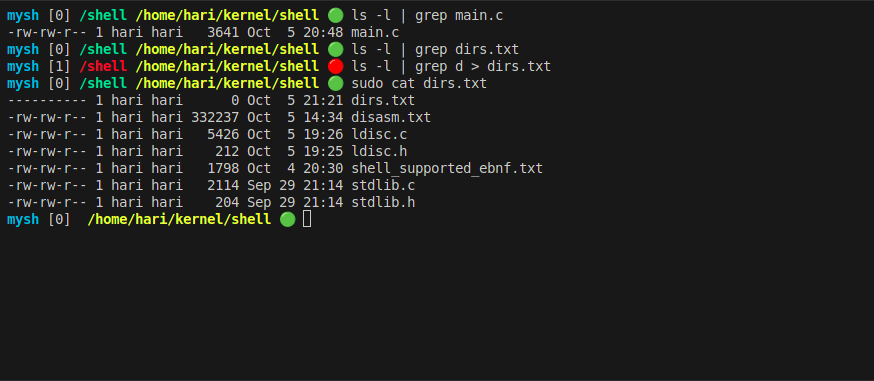 mysh [0] /shell /home/hari/kernel/shell 🟢 ls -l | grep main.c
-rw-rw-r-- 1 hari hari   3641 Oct  5 20:48 main.c
mysh [0] /shell /home/hari/kernel/shell 🟢 ls -l | grep dirs.txt
mysh [1] /shell /home/hari/kernel/shell 🔴 ls -l | grep d > dirs.txt
mysh [0] /shell /home/hari/kernel/shell 🟢 sudo cat dirs.txt
---------- 1 hari hari      0 Oct  5 21:21 dirs.txt
-rw-rw-r-- 1 hari hari 332237 Oct  5 14:34 disasm.txt
-rw-rw-r-- 1 hari hari   5426 Oct  5 19:26 ldisc.c
-rw-rw-r-- 1 hari hari    212 Oct  5 19:25 ldisc.h
-rw-rw-r-- 1 hari hari   1798 Oct  4 20:30 shell_supported_ebnf.txt
-rw-rw-r-- 1 hari hari   2114 Sep 29 21:14 stdlib.c
-rw-rw-r-- 1 hari hari    204 Sep 29 21:14 stdlib.h
mysh [0]  /home/hari/kernel/shell 🟢